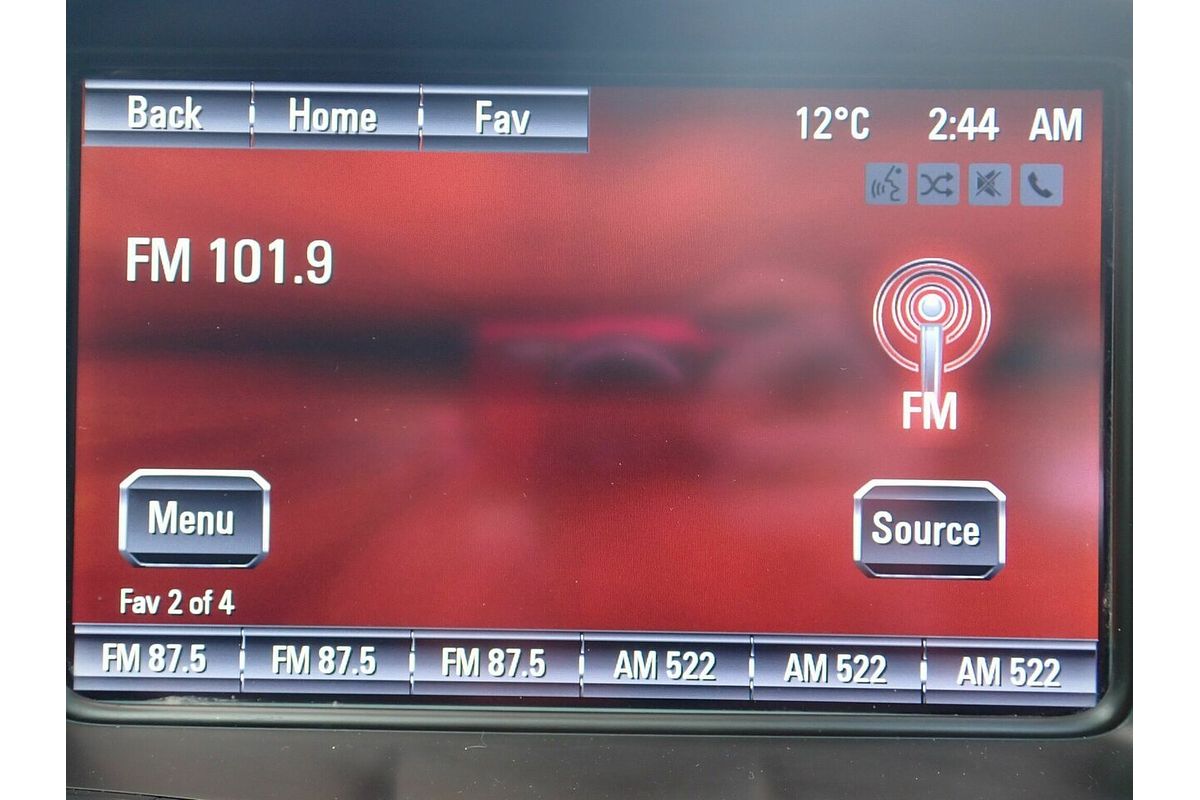 Back Home Fav 12°C 2:44 AM
FM 101.9
FM
Menu Source
Fav 2 of 4
FM 87.5 FM 87.5 FM 87.5 AM 522 AM 522 AM 522